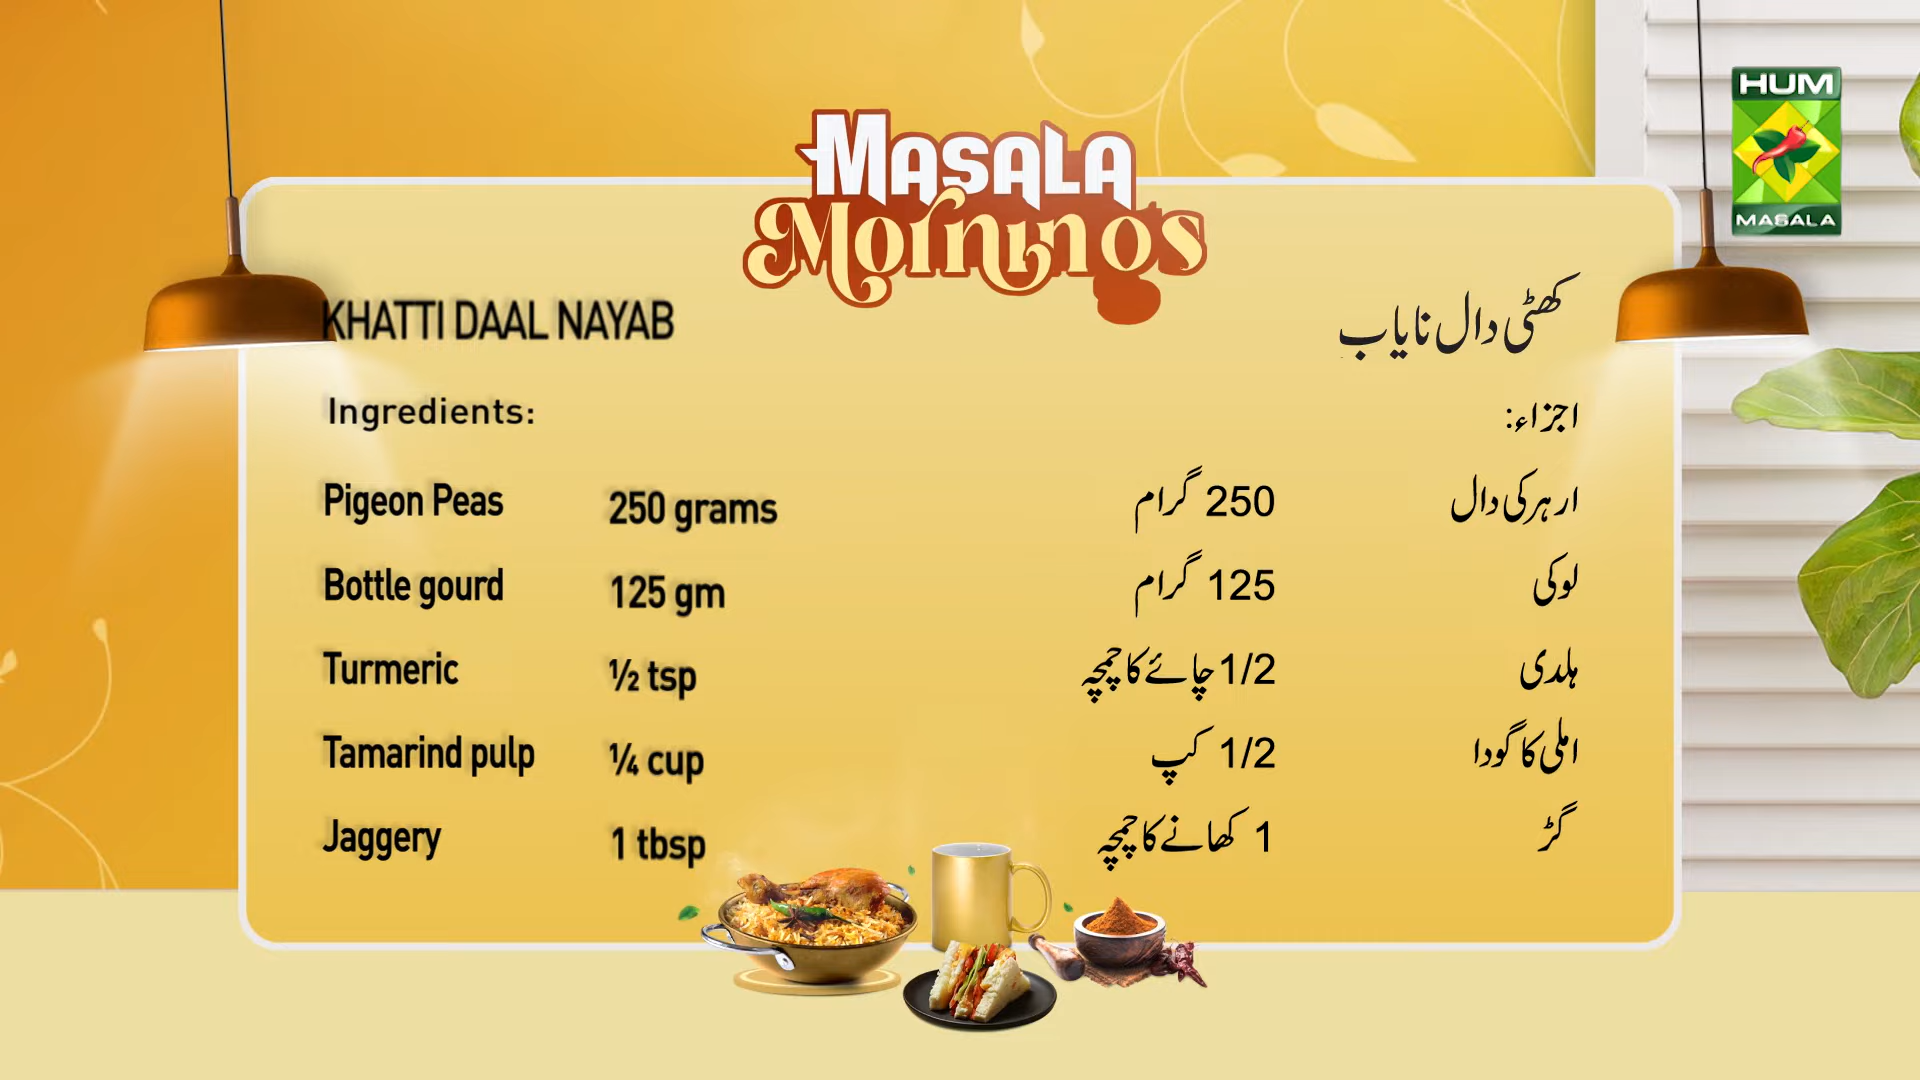 HUM
MASALA
MASALA
MORNINGS
KHATTI DAAL NAYAB
کھٹی دال نایاب
Ingredients:
اجزاء:
Pigeon Peas 250 grams
ارہر کی دال 250 گرام
Bottle gourd 125 gm
لوکی 125 گرام
Turmeric ½ tsp
ہلدی 1/2 چائے کا چمچہ
Tamarind pulp ¼ cup
املی کا گودا 1/2 کپ
Jaggery 1 tbsp
گڑ 1 کھانے کا چمچہ